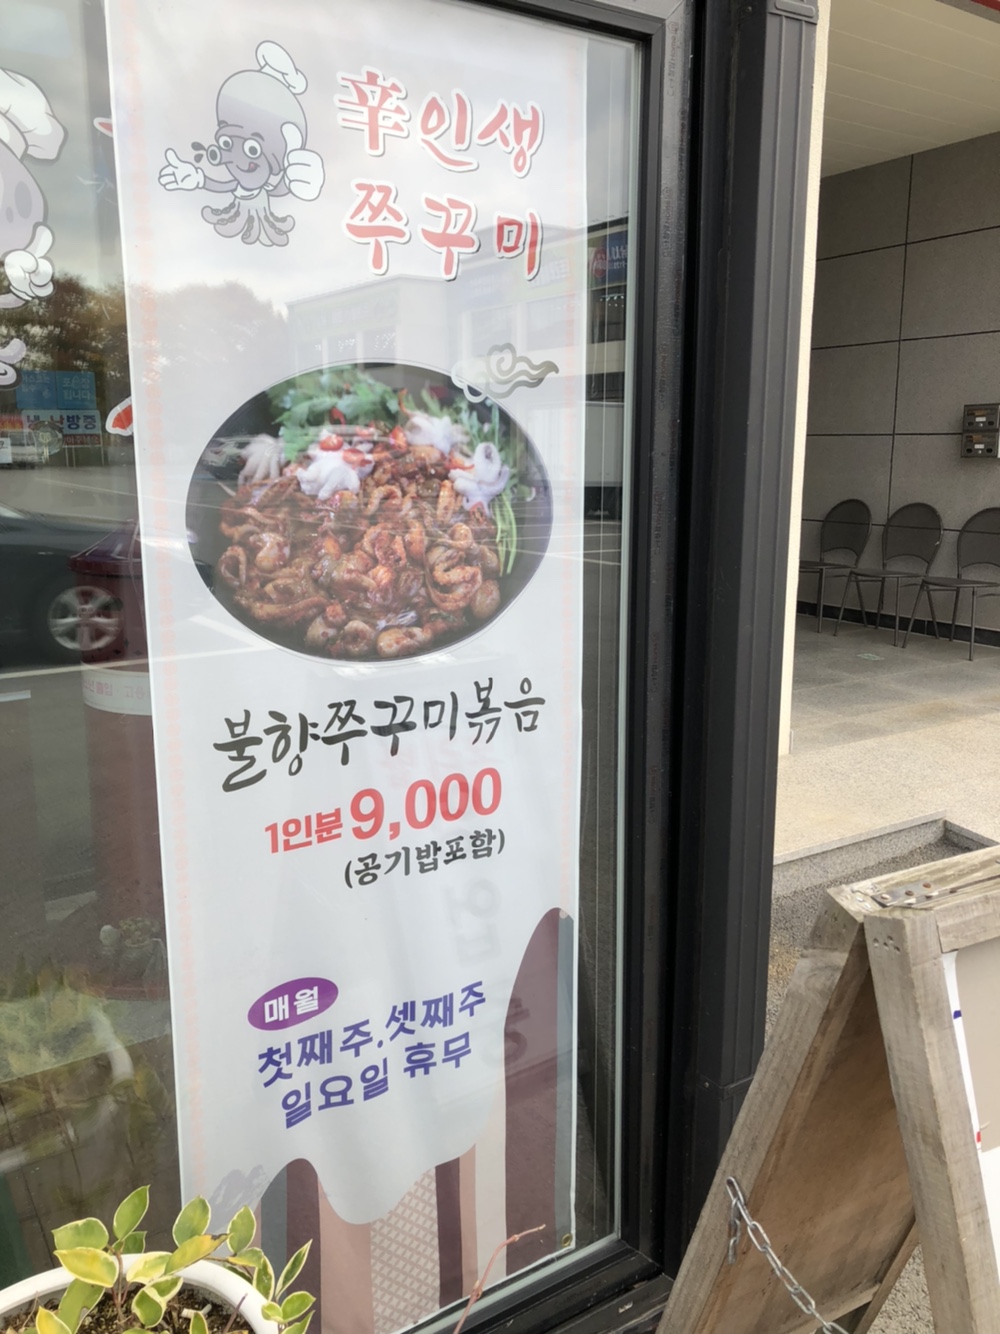 辛인생
쭈꾸미
불향쭈꾸미볶음
1인분 9,000
(공기밥포함)
매월
첫째주.셋째주
일요일 휴무